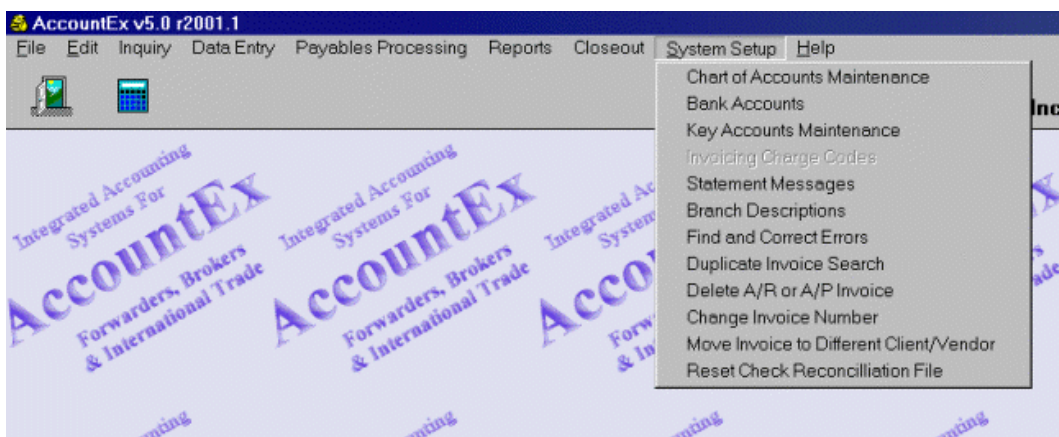 AccountEx v5.0 r2001.1
File Edit Inquiry Data Entry Payables Processing Reports Closeout System Setup Help
Chart of Accounts Maintenance
Bank Accounts
Inc
Key Accounts Maintenance
Invoicing Charge Codes
Statement Messages
Branch Descriptions
Find and Correct Errors
Duplicate Invoice Search
Delete A/R or A/P Invoice
Change Invoice Number
Move Invoice to Different Client/Vendor
Reset Check Reconcilliation File
Integrated Accounting
Systems For
AccountEx
Forwarders, Brokers
& International Trade
Integrated Accounting
Systems For
AccountEx
Forwarders, Brokers
& International Trade